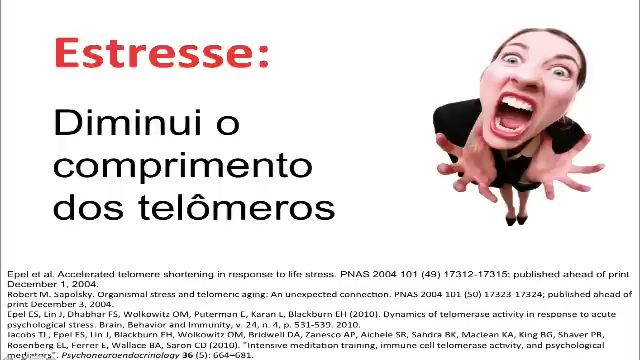 Estresse:
Diminui o
comprimento
dos telômeros
Epel et al. Accelerated telomere shortening in response to life stress. PNAS 2004 101 (49) 17312-17315; published ahead of print
December 1, 2004.
Robert M. Sapolsky. Organismal stress and telomeric aging: An unexpected connection. PNAS 2004 101 (50) 17323-17324; published ahead of
print December 3, 2004.
Epel ES, Lin J, Dhabhar FS, Wolkowitz OM, Puterman E, Karan L, Blackburn EH (2010). Dynamics of telomerase activity in response to acute
psychological stress. Brain, Behavior and Immunity, v. 24, n. 4, p. 531-539. 2010.
Jacobs TL, Epel ES, Lin J, Blackburn EH, Wolkowitz OM, Bridwell DA, Zanesco AP, Aichele SR, Sahdra BK, Maclean KA, King BG, Shaver PR,
Rosenberg EL, Ferrer E, Wallace BA, Saron CD (2010). "Intensive meditation training, immune cell telomerase activity, and psychological
mediators". Psychoneuroendocrinology 36 (5): 664–681.